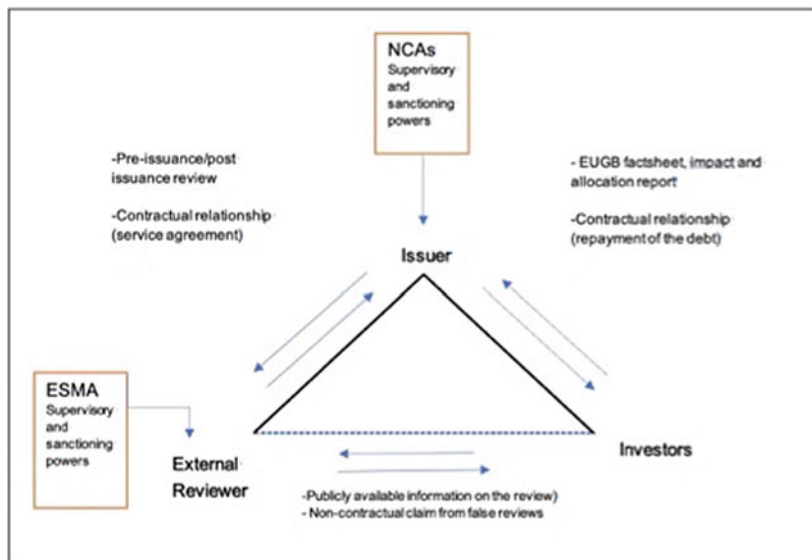 NCAs
Supervisory
and
sanctioning
powers
-Pre-issuance/post
issuance review
-Contractual relationship
(service agreement)
- EUGB factsheet, impact and
allocation report
-Contractual relationship
(repayment of the debt)
Issuer
ESMA
Supervisory
and
sanctioning
powers
External
Reviewer
Investors
-Publicly available information on the review)
- Non-contractual claim from false reviews